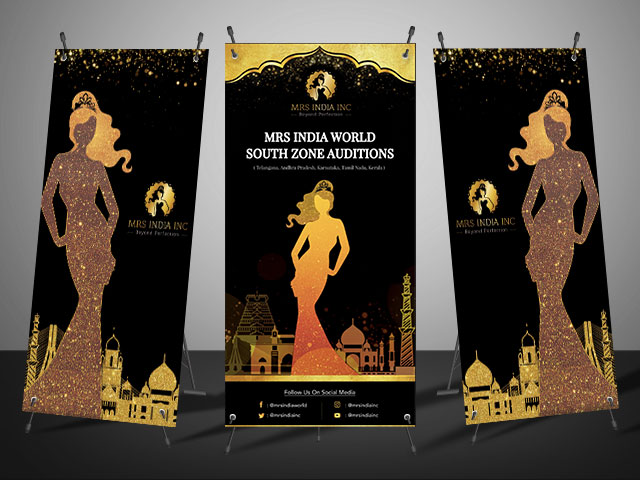 MRS INDIA INC
Beyond Perfection
MRS INDIA WORLD
SOUTH ZONE AUDITIONS
( Telangana, Andhra Pradesh, Karnataka, Tamil Nadu, Kerala )
Follow Us On Social Media
: @mrsindiaworld
: @mrsindiainc
: @mrsindiainc
: @mrsindiainc
MRS INDIA INC
Beyond Perfection
MRS INDIA INC
Beyond Perfection